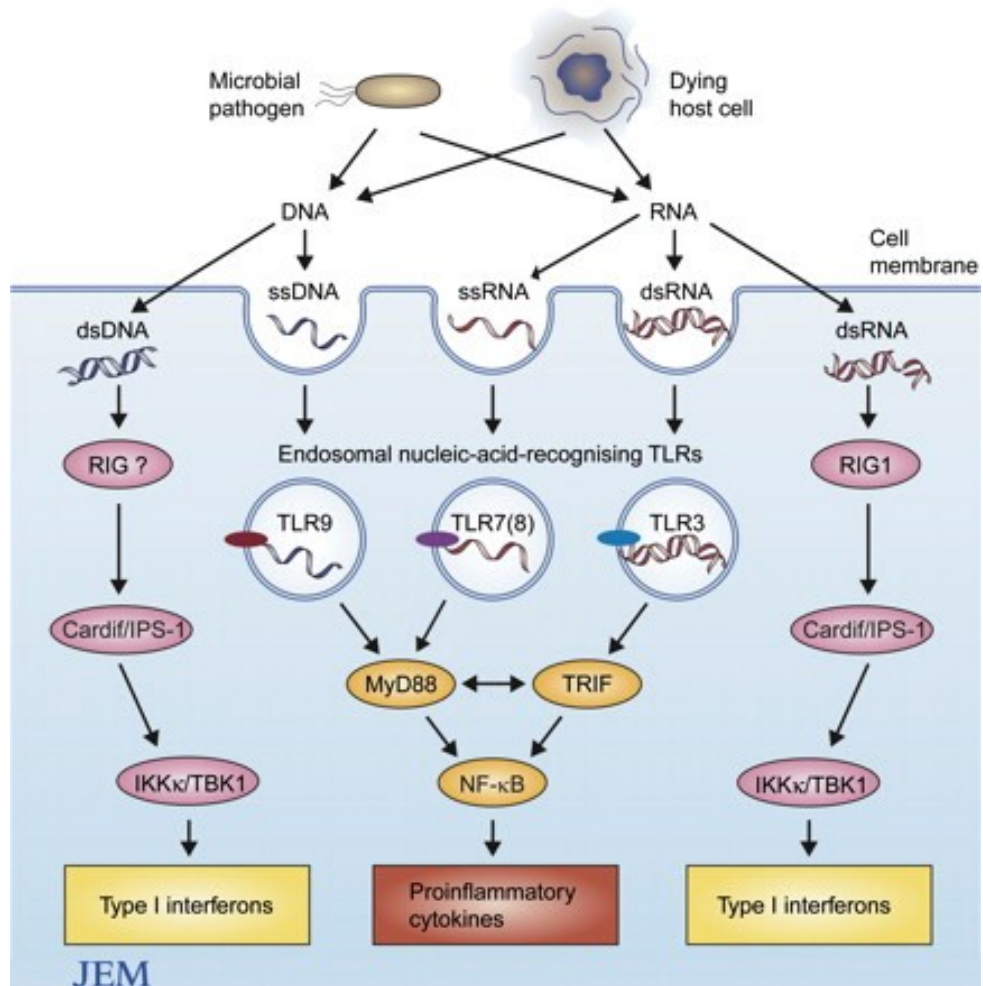 Microbial
pathogen
Dying
host cell
DNA
RNA
Cell
membrane
ssDNA
ssRNA
dsRNA
dsDNA
dsRNA
RIG ?
Endosomal nucleic-acid-recognising TLRs
RIG1
TLR9
TLR7(8)
TLR3
Cardif/IPS-1
Cardif/IPS-1
MyD88
TRIF
IKKκ/TBK1
NF-κB
IKKκ/TBK1
Type I interferons
Proinflammatory
cytokines
Type I interferons
JEM